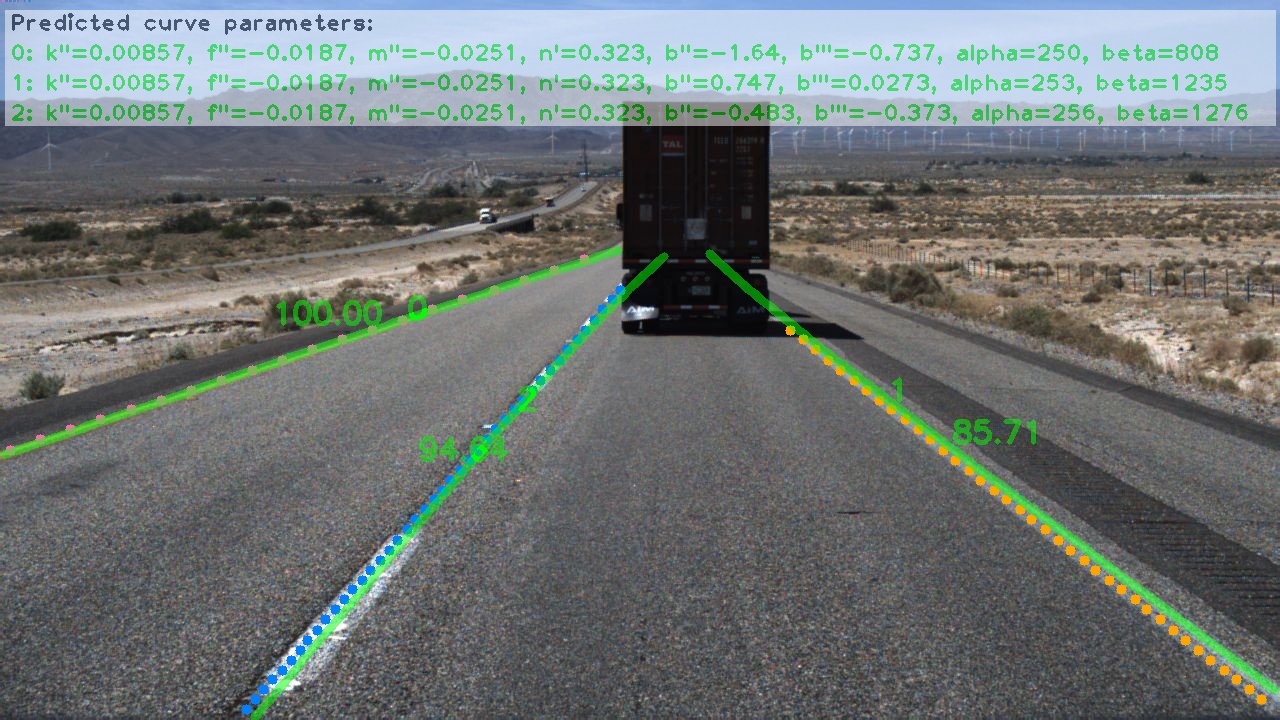 Predicted curve parameters:
0: k''=0.00857, f''=-0.0187, m''=-0.0251, n'=0.323, b''=-1.64, b'''=-0.737, alpha=250, beta=808
1: k''=0.00857, f''=-0.0187, m''=-0.0251, n'=0.323, b''=0.747, b'''=0.0273, alpha=253, beta=1235
2: k''=0.00857, f''=-0.0187, m''=-0.0251, n'=0.323, b''=-0.483, b'''=-0.373, alpha=256, beta=1276
TAL
100.00 0
AIM AIM
2
1
94.64
85.71